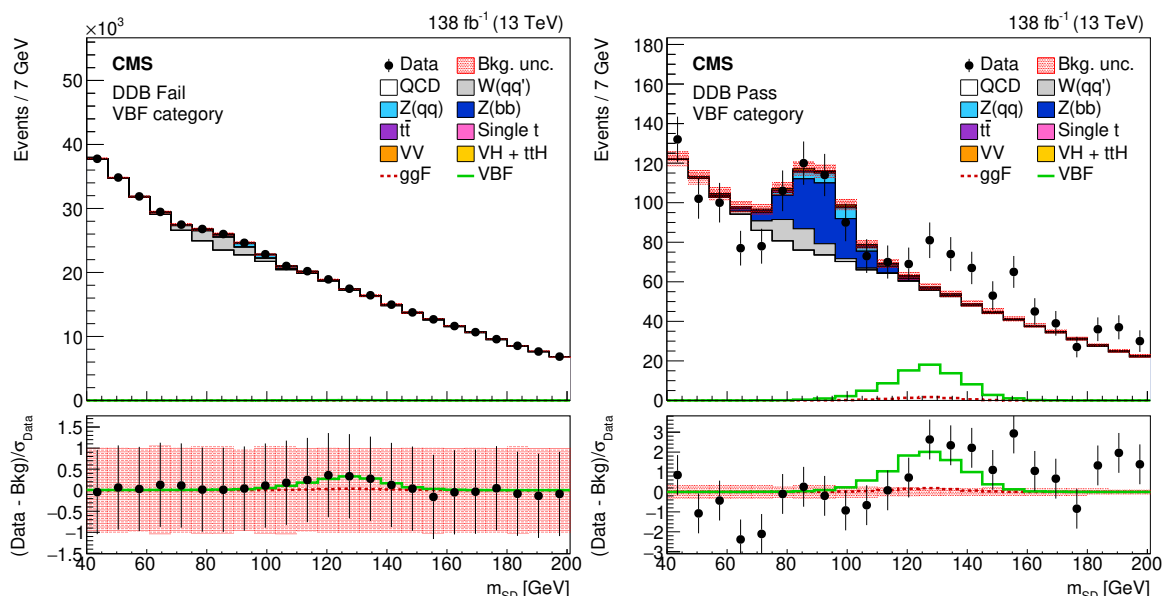 ×10³
138 fb⁻¹ (13 TeV)
Events / 7 GeV
CMS
DDB Fail
VBF category
Data
Bkg. unc.
QCD
W(qq')
Z(qq)
Z(bb)
tt̄
Single t
VV
VH + ttH
ggF
VBF
50
40
30
20
10
0
(Data - Bkg)/σ_Data
1.5
1
0.5
0
−0.5
−1
−1.5
40 60 80 100 120 140 160 180 200
m_SD [GeV]
138 fb⁻¹ (13 TeV)
Events / 7 GeV
CMS
DDB Pass
VBF category
Data
Bkg. unc.
QCD
W(qq')
Z(qq)
Z(bb)
tt̄
Single t
VV
VH + ttH
ggF
VBF
180
160
140
120
100
80
60
40
20
0
(Data - Bkg)/σ_Data
3
2
1
0
−1
−2
−3
40 60 80 100 120 140 160 180 200
m_SD [GeV]